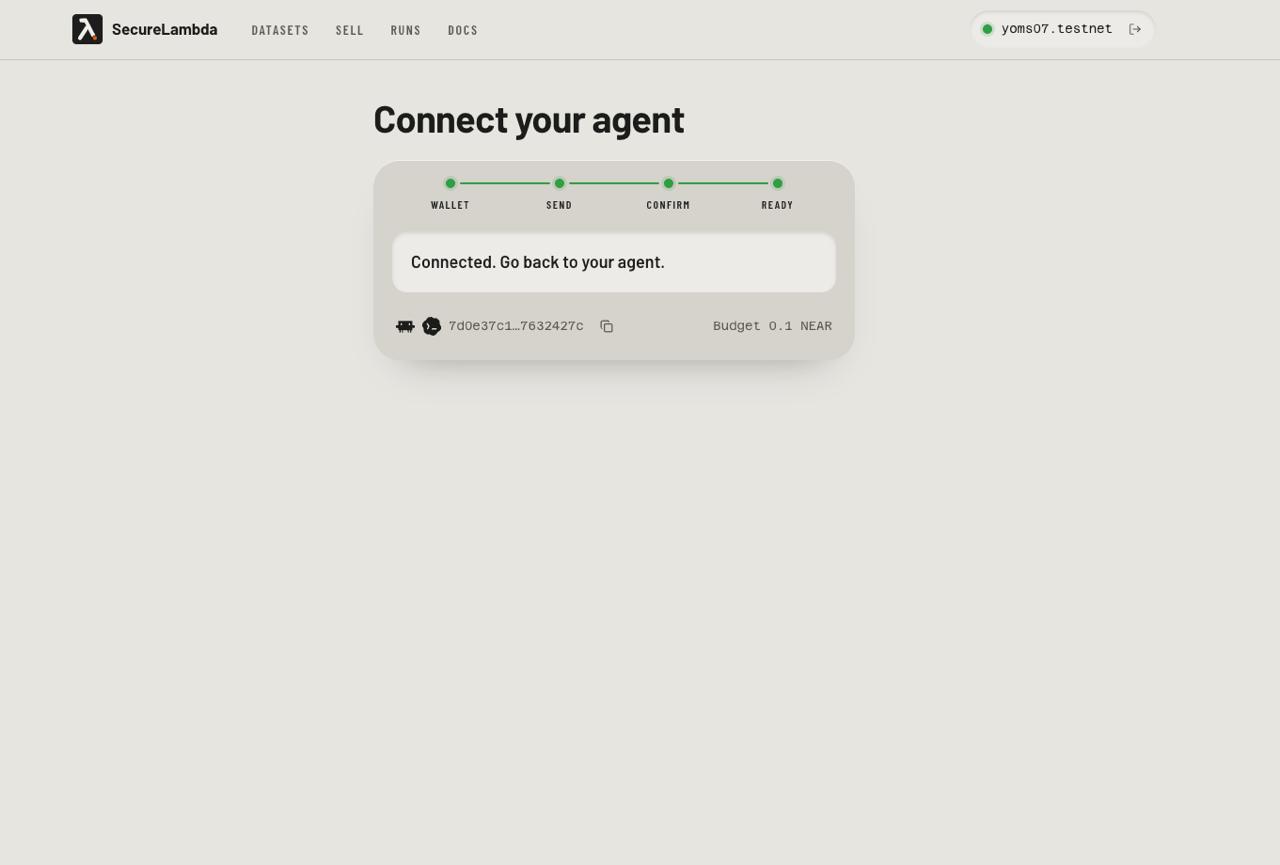 SecureLambda DATASETS SELL RUNS DOCS yoms07.testnet
Connect your agent
WALLET SEND CONFIRM READY
Connected. Go back to your agent.
7d0e37c1…7632427c Budget 0.1 NEAR